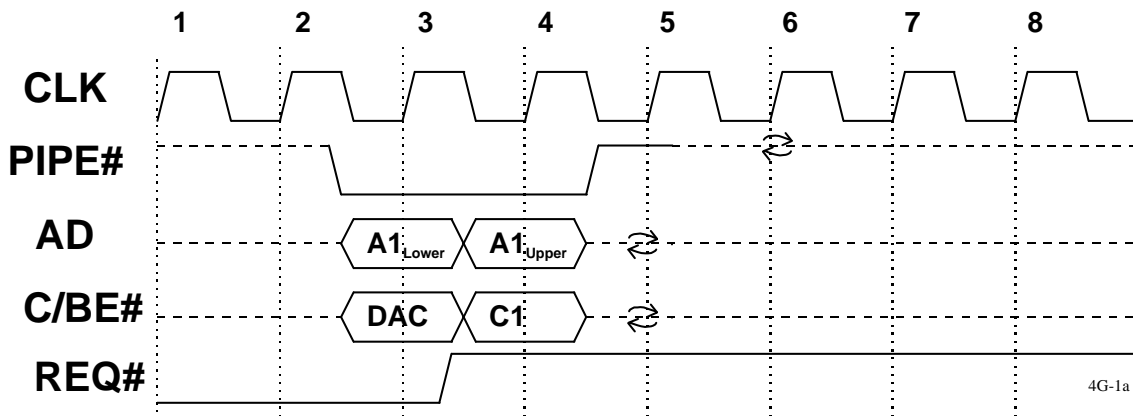 1 2 3 4 5 6 7 8
CLK
PIPE#
AD A1Lower A1Upper
C/BE# DAC C1
REQ#
4G-1a